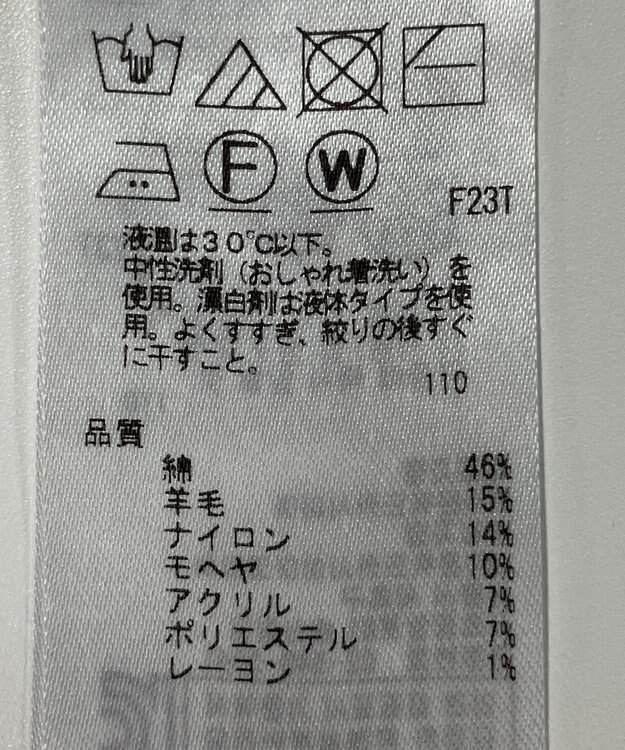 F W
F23T
液温は30℃以下。
中性洗剤(おしゃれ着洗い)を
使用。漂白剤は液体タイプを使
用。よくすすぎ、絞りの後すぐ
に干すこと。
110
品質
綿 46%
羊毛 15%
ナイロン 14%
モヘヤ 10%
アクリル 7%
ポリエステル 7%
レーヨン 1%